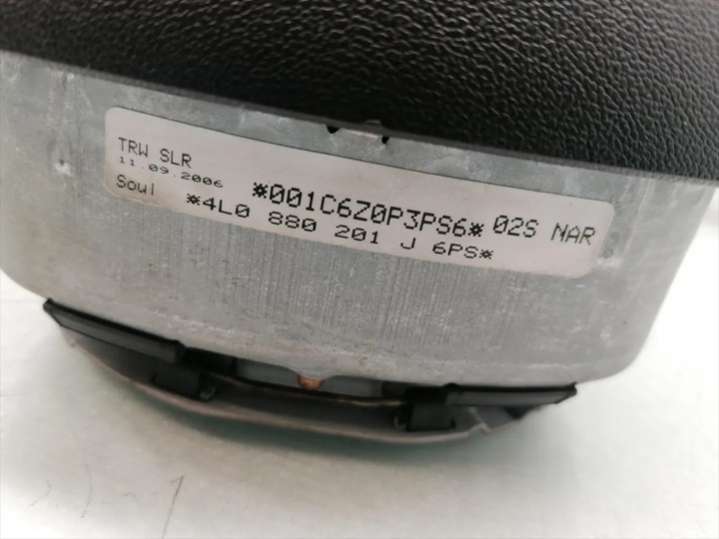 TRW SLR
11.09.2006
Soul *001C6Z0P3PS6* 02S NAR
*4L0 880 201 J 6PS*